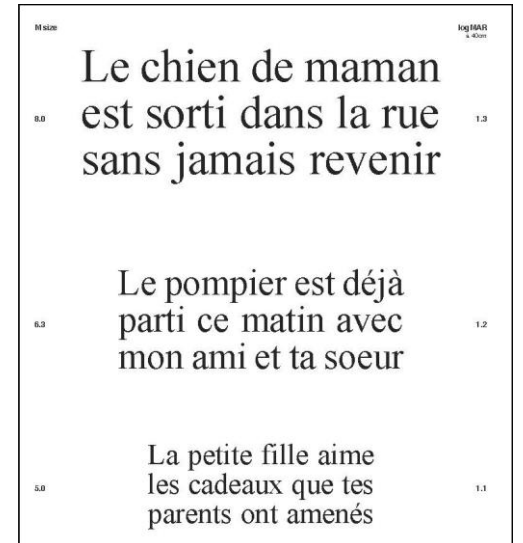 M size
logMAR
à 40cm
Le chien de maman
8.0 est sorti dans la rue 1.3
sans jamais revenir
Le pompier est déjà
6.3 parti ce matin avec 1.2
mon ami et ta soeur
La petite fille aime
5.0 les cadeaux que tes 1.1
parents ont amenés